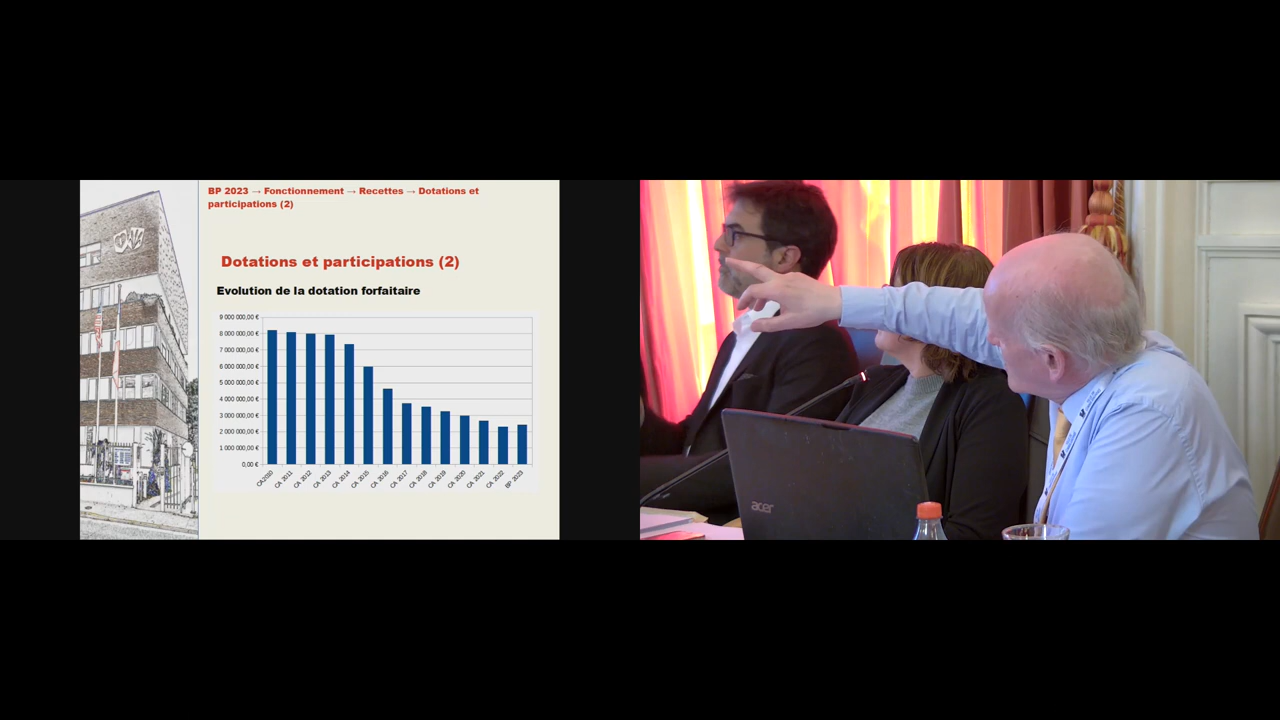 BP 2023 → Fonctionnement → Recettes → Dotations et
participations (2)
Dotations et participations (2)
Evolution de la dotation forfaitaire
9 000 000,00 €
8 000 000,00 €
7 000 000,00 €
6 000 000,00 €
5 000 000,00 €
4 000 000,00 €
3 000 000,00 €
2 000 000,00 €
1 000 000,00 €
0,00 €
CA2010
CA 2011
CA 2012
CA 2013
CA 2014
CA 2015
CA 2016
CA 2017
CA 2018
CA 2019
CA 2020
CA 2021
CA 2022
BP 2023
acer